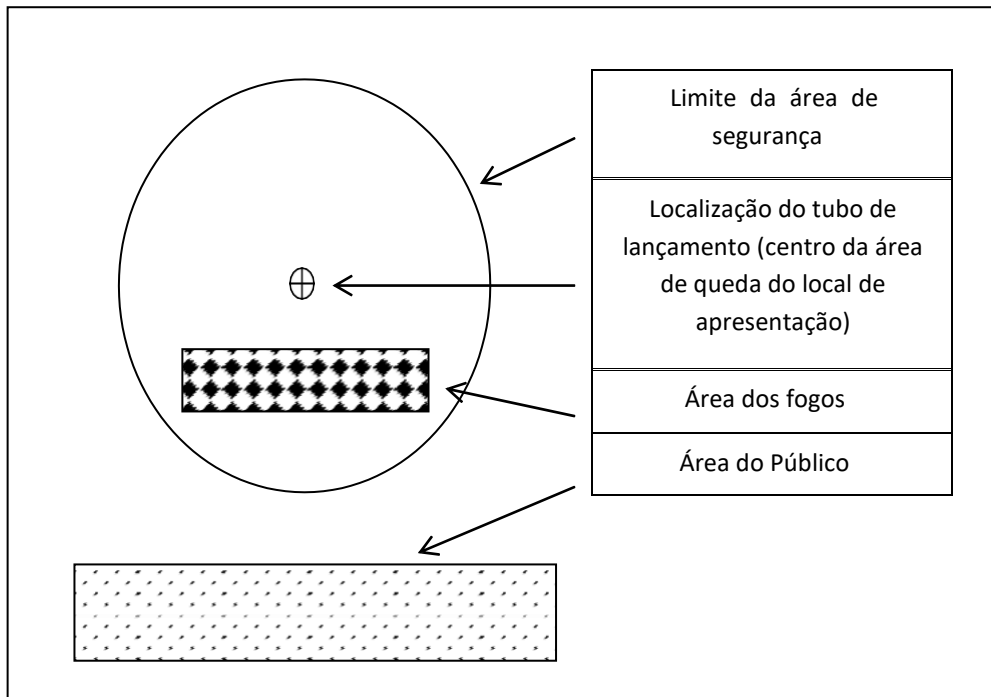 Limite da área de
segurança
Localização do tubo de
lançamento (centro da área
de queda do local de
apresentação)
Área dos fogos
Área do Público